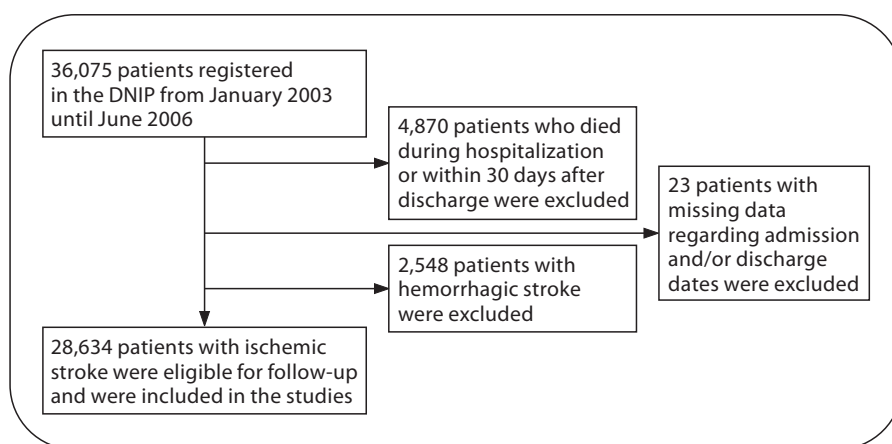 36,075 patients registered
in the DNIP from January 2003
until June 2006
4,870 patients who died
during hospitalization
or within 30 days after
discharge were excluded
23 patients with
missing data
regarding admission
and/or discharge
dates were excluded
2,548 patients with
hemorrhagic stroke
were excluded
28,634 patients with ischemic
stroke were eligible for follow-up
and were included in the studies